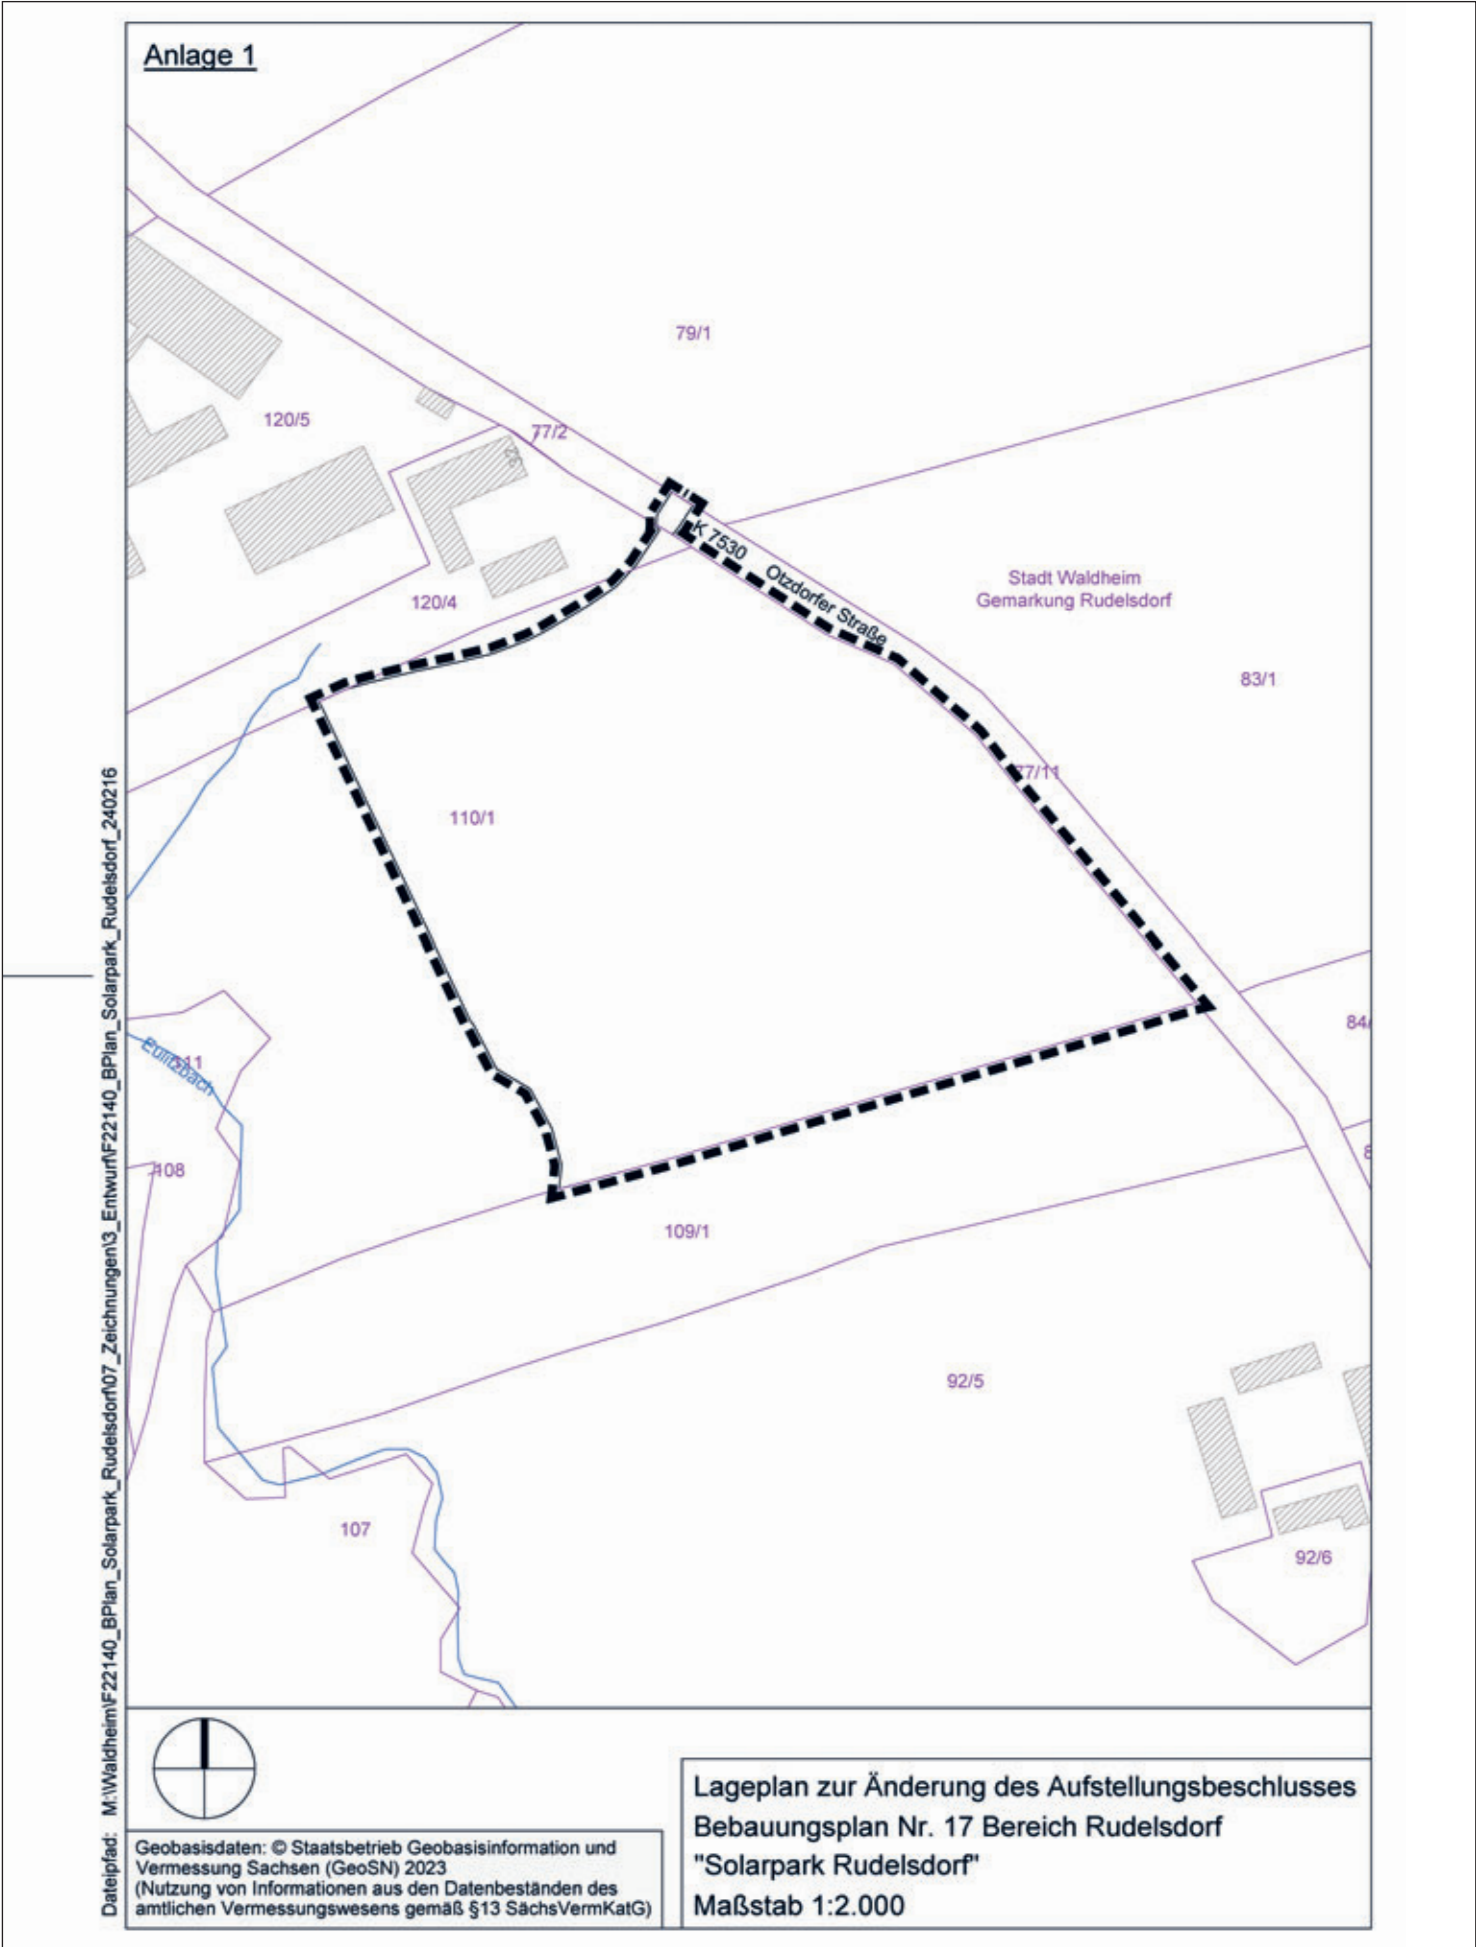 Anlage 1
79/1
120/5
77/2
32
K 7530
Otzdorfer Straße
Stadt Waldheim
Gemarkung Rudelsdorf
120/4
83/1
77/11
110/1
84/
Eulitzbach
511
108
8
109/1
92/5
107
92/6
Dateipfad: M:\Waldheim\F22140_BPlan_Solarpark_Rudelsdorf\07_Zeichnungen\3_Entwurf\F22140_BPlan_Solarpark_Rudelsdorf_240216
Geobasisdaten: © Staatsbetrieb Geobasisinformation und
Vermessung Sachsen (GeoSN) 2023
(Nutzung von Informationen aus den Datenbeständen des
amtlichen Vermessungswesens gemäß §13 SächsVermKatG)
Lageplan zur Änderung des Aufstellungsbeschlusses
Bebauungsplan Nr. 17 Bereich Rudelsdorf
"Solarpark Rudelsdorf"
Maßstab 1:2.000